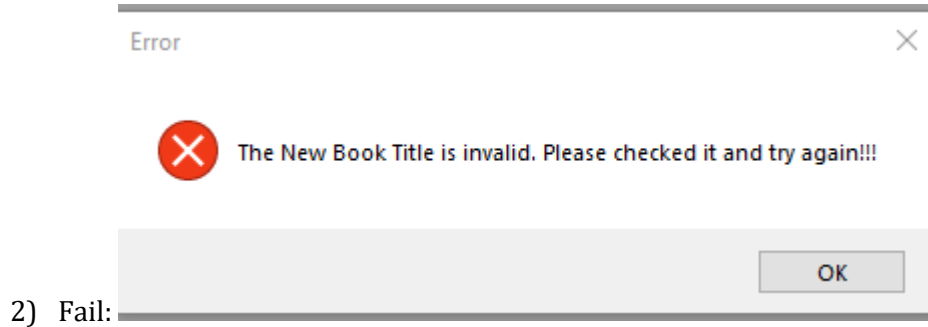 Error
The New Book Title is invalid. Please checked it and try again!!!
OK
2) Fail: